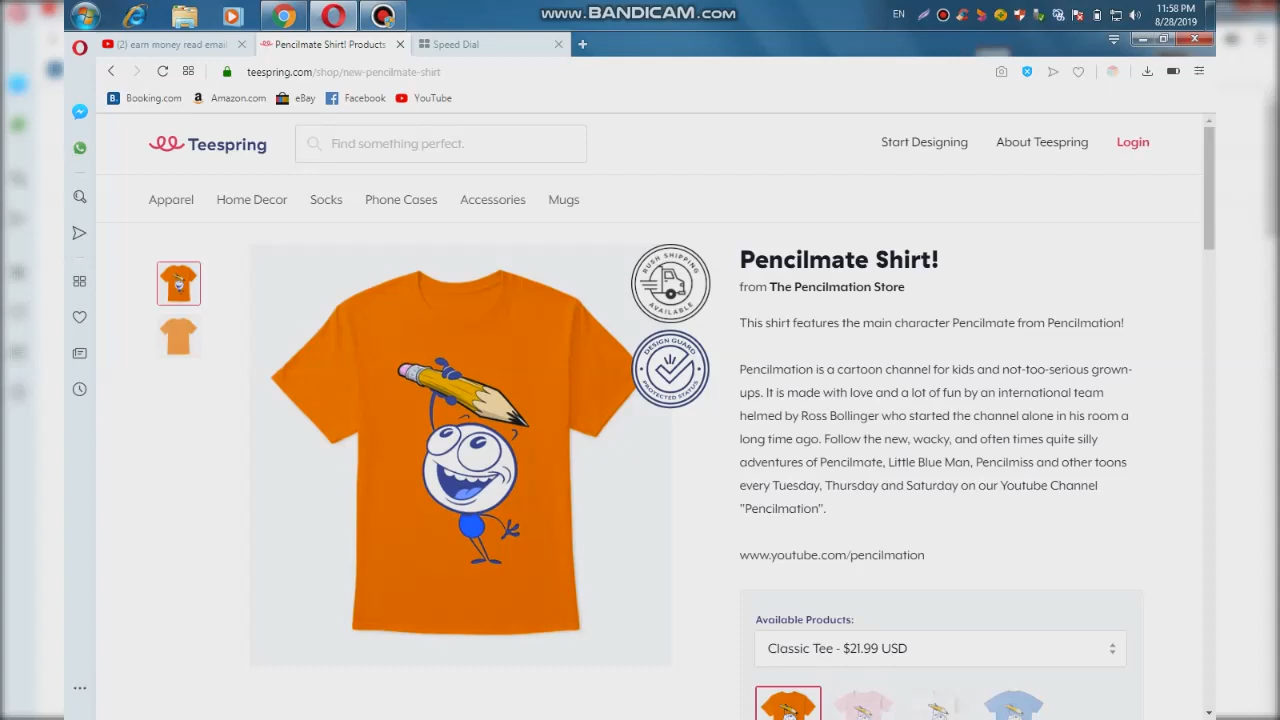 www.BANDICAM.com
EN
11:58 PM
8/28/2019
(2) earn money read email
Pencilmate Shirt! Products
Speed Dial
teespring.com/shop/new-pencilmate-shirt
B.
Booking.com
a
Amazon.com
eBay
Facebook
YouTube
Teespring
Find something perfect.
Start Designing
About Teespring
Login
Apparel
Home Decor
Socks
Phone Cases
Accessories
Mugs
RUSH SHIPPING
AVAILABLE
DESIGN GUARD
PROTECTED STATUS
Pencilmate Shirt!
from The Pencilmation Store
This shirt features the main character Pencilmate from Pencilmation!
Pencilmation is a cartoon channel for kids and not-too-serious grown-
ups. It is made with love and a lot of fun by an international team
helmed by Ross Bollinger who started the channel alone in his room a
long time ago. Follow the new, wacky, and often times quite silly
adventures of Pencilmate, Little Blue Man, Pencilmiss and other toons
every Tuesday, Thursday and Saturday on our Youtube Channel
"Pencilmation".
www.youtube.com/pencilmation
Available Products:
Classic Tee - $21.99 USD